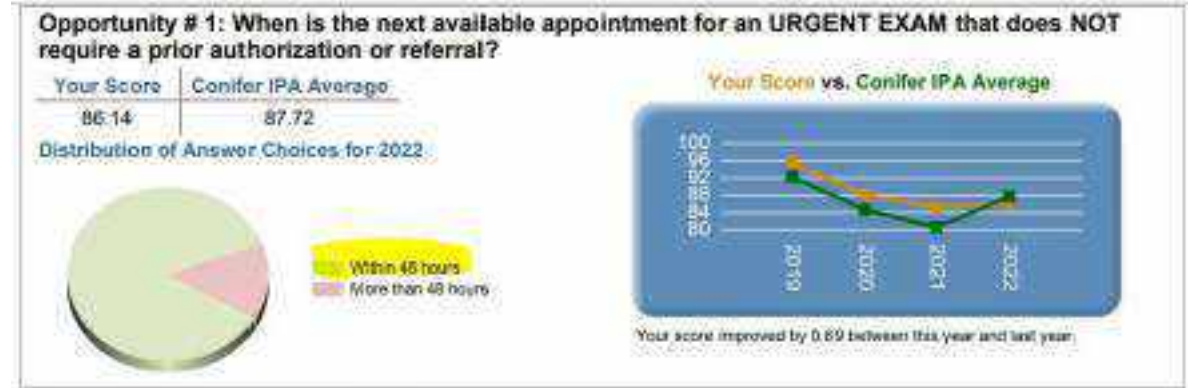 Opportunity # 1: When is the next available appointment for an URGENT EXAM that does NOT
require a prior authorization or referral?
Your Score Conifer IPA Average
86.14 87.72
Distribution of Answer Choices for 2022
Within 48 hours
More than 48 hours
Your Score vs. Conifer IPA Average
100
96
92
88
84
80
2019
2020
2021
2022
Your score improved by 0.69 between this year and last year.